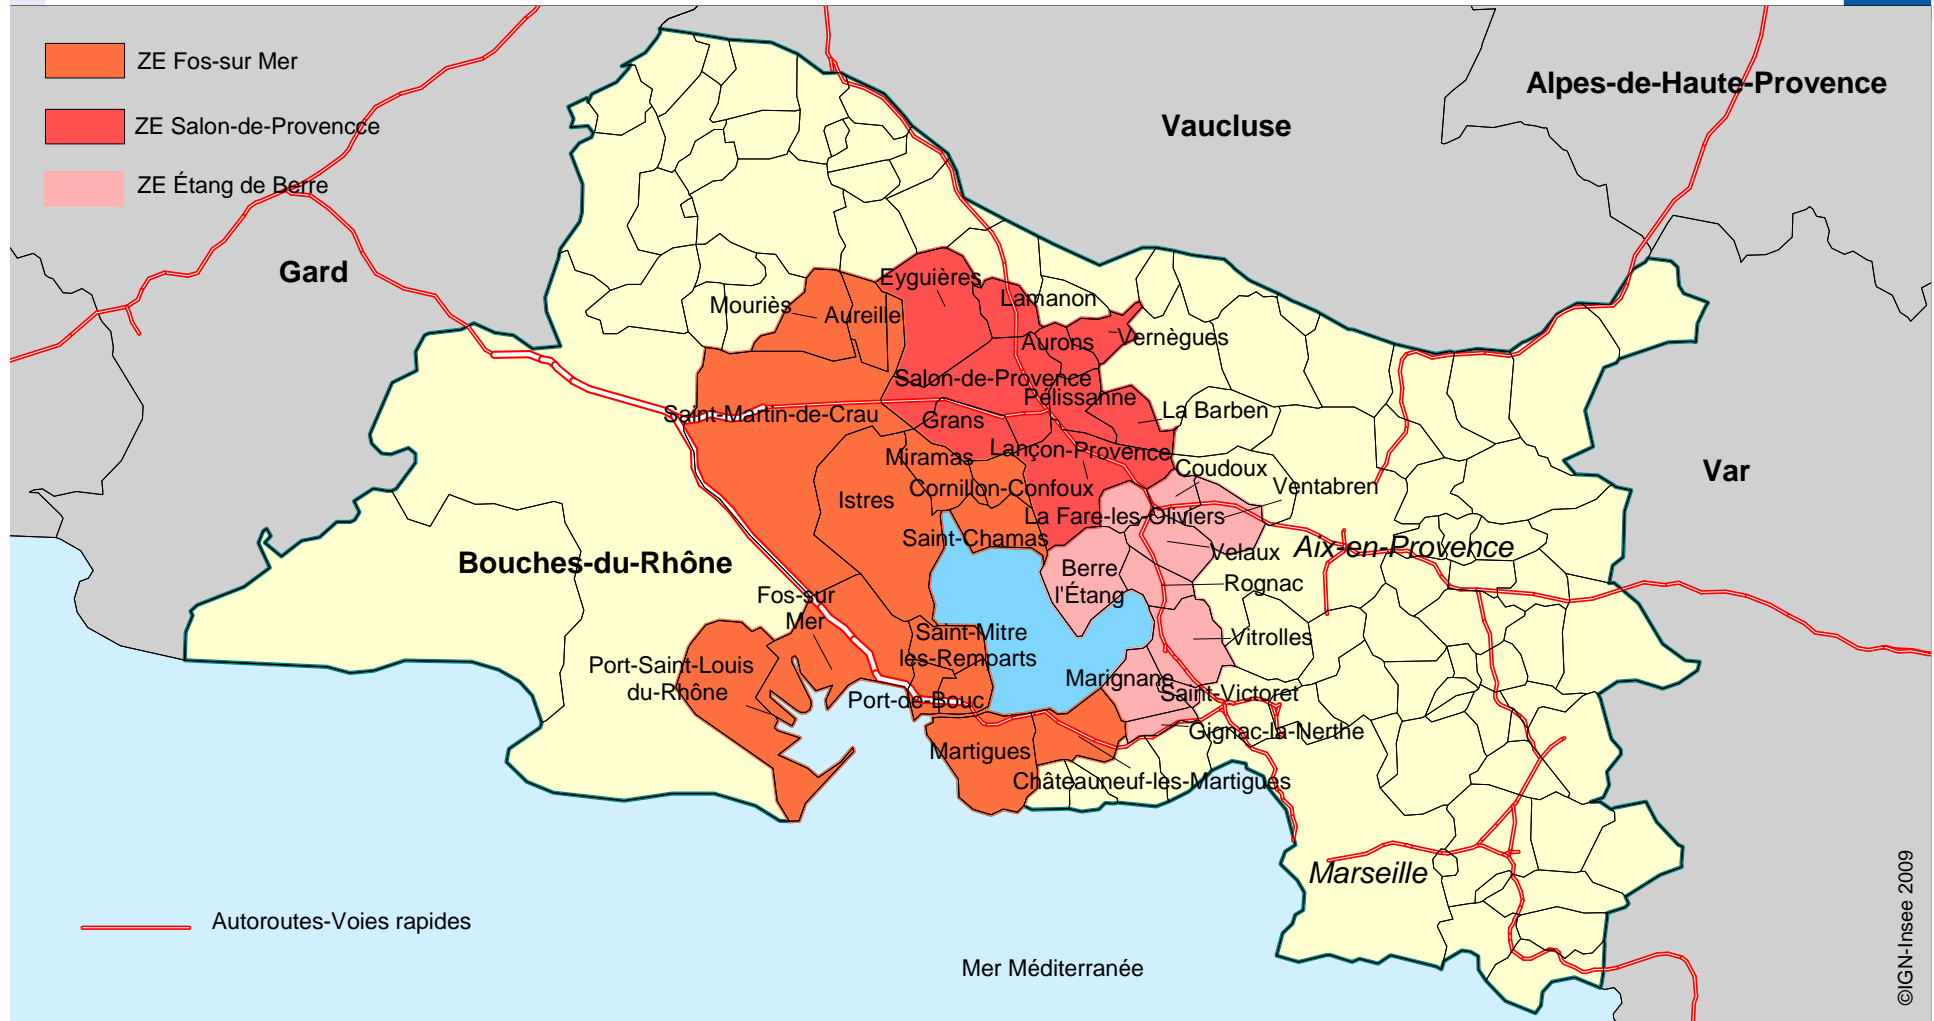 ZE Fos-sur Mer
ZE Salon-de-Provencce
ZE Étang de Berre
Alpes-de-Haute-Provence
Vaucluse
Gard
Eyguières
Lamanon
Mouriès
Aureille
Aurons
Vernègues
Salon-de-Provence
Pélissanne
La Barben
Saint-Martin-de-Crau
Grans
Lançon-Provence
Miramas
Coudoux
Var
Cornillon-Confoux
Ventabren
Istres
La Fare-les-Oliviers
Saint-Chamas
Velaux
Aix-en-Provence
Bouches-du-Rhône
Berre
l'Étang
Rognac
Fos-sur
Mer
Saint-Mitre
les-Remparts
Vitrolles
Port-Saint-Louis
du-Rhône
Marignane
Saint-Victoret
Port-de-Bouc
Gignac-la-Nerthe
Martigues
Châteauneuf-les-Martigues
Marseille
Autoroutes-Voies rapides
Mer Méditerranée
©IGN-Insee 2009